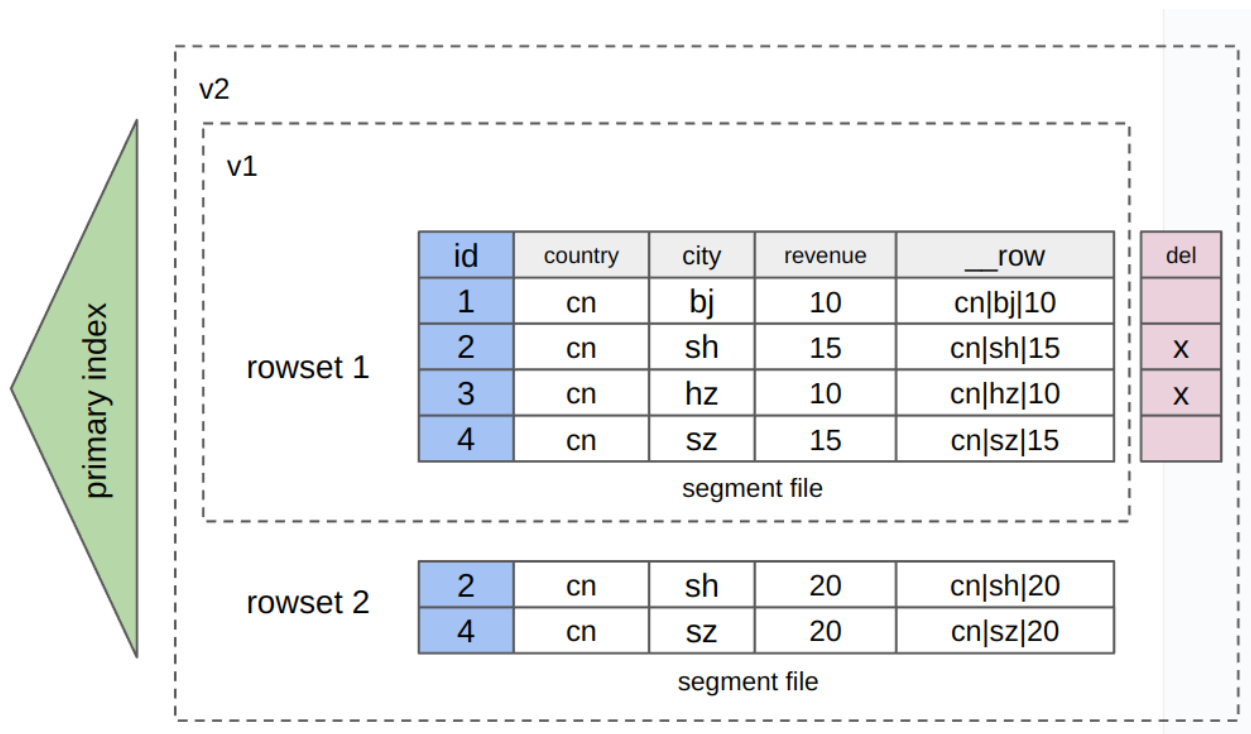 v2
v1
primary index
id country city revenue __row del
1 cn bj 10 cn|bj|10
rowset 1
2 cn sh 15 cn|sh|15 x
3 cn hz 10 cn|hz|10 x
4 cn sz 15 cn|sz|15
segment file
rowset 2
2 cn sh 20 cn|sh|20
4 cn sz 20 cn|sz|20
segment file